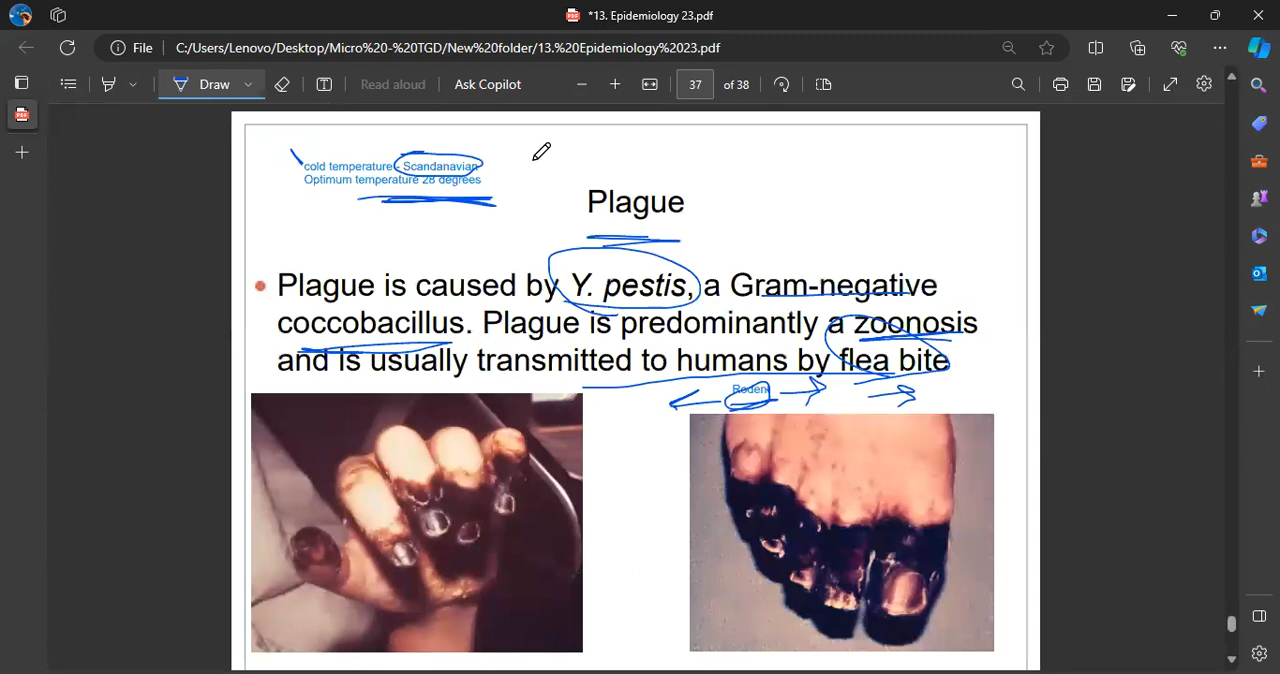 *13. Epidemiology 23.pdf
File C:/Users/Lenovo/Desktop/Micro%20-%20TGD/New%20folder/13.%20Epidemiology%2023.pdf
Draw Read aloud Ask Copilot 37 of 38
cold temperature - Scandanavian
Optimum temperature 28 degrees
Plague
Plague is caused by Y. pestis, a Gram-negative
coccobacillus. Plague is predominantly a zoonosis
and is usually transmitted to humans by flea bite
Rodent